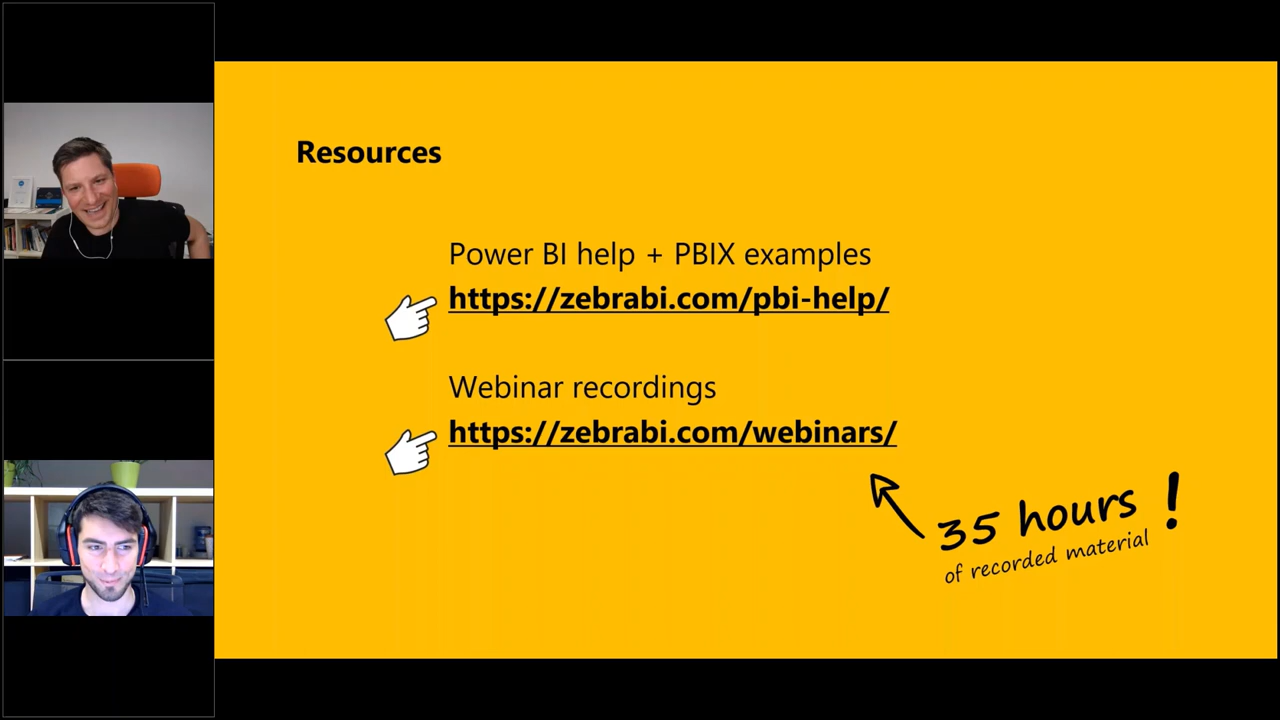 Resources
Power BI help + PBIX examples
https://zebrabi.com/pbi-help/
Webinar recordings
https://zebrabi.com/webinars/
35 hours !
of recorded material